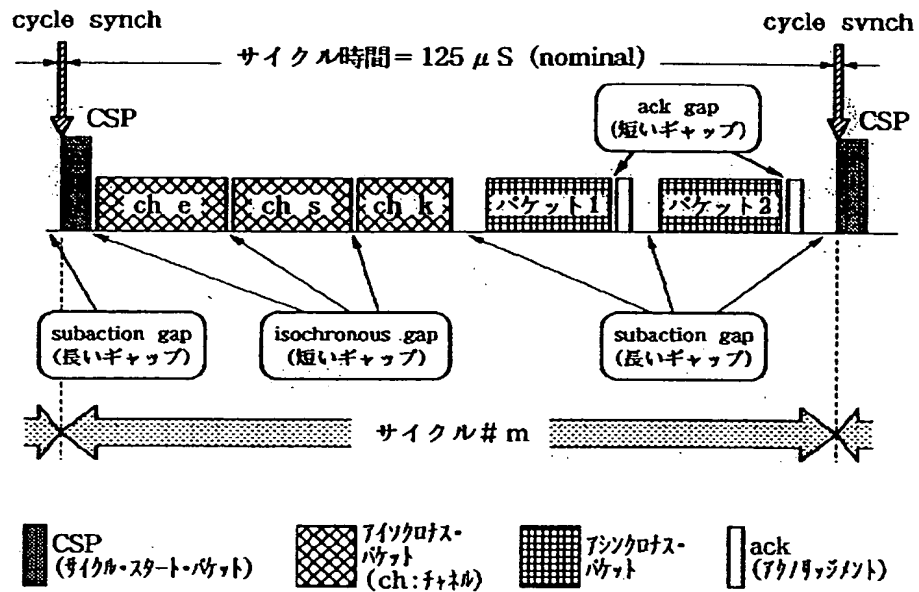 cycle synch
cycle synch
サイクル時間＝125 μS (nominal)
CSP
CSP
ack gap
(短いギャップ)
ch e
ch s
ch k
パケット1
パケット2
subaction gap
(長いギャップ)
isochronous gap
(短いギャップ)
subaction gap
(長いギャップ)
サイクル＃m
CSP
(サイクル・スタート・パケット)
アイソクロナス・
パケット
(ch：チャネル)
アシンクロナス・
パケット
ack
(アクノリッジメント)